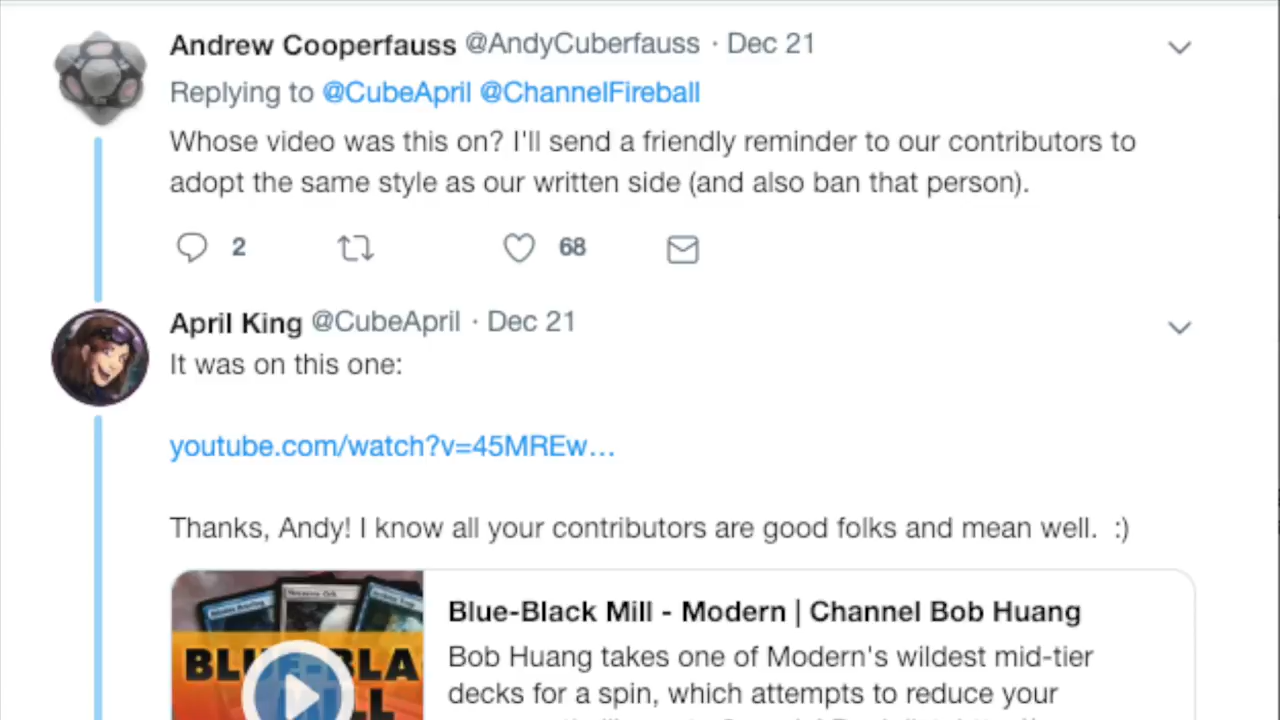 Andrew Cooperfauss @AndyCuberfauss · Dec 21
Replying to @CubeApril @ChannelFireball
Whose video was this on? I'll send a friendly reminder to our contributors to
adopt the same style as our written side (and also ban that person).
2 68
April King @CubeApril · Dec 21
It was on this one:
youtube.com/watch?v=45MREw…
Thanks, Andy! I know all your contributors are good folks and mean well. :)
Blue-Black Mill - Modern | Channel Bob Huang
Bob Huang takes one of Modern's wildest mid-tier
decks for a spin, which attempts to reduce your